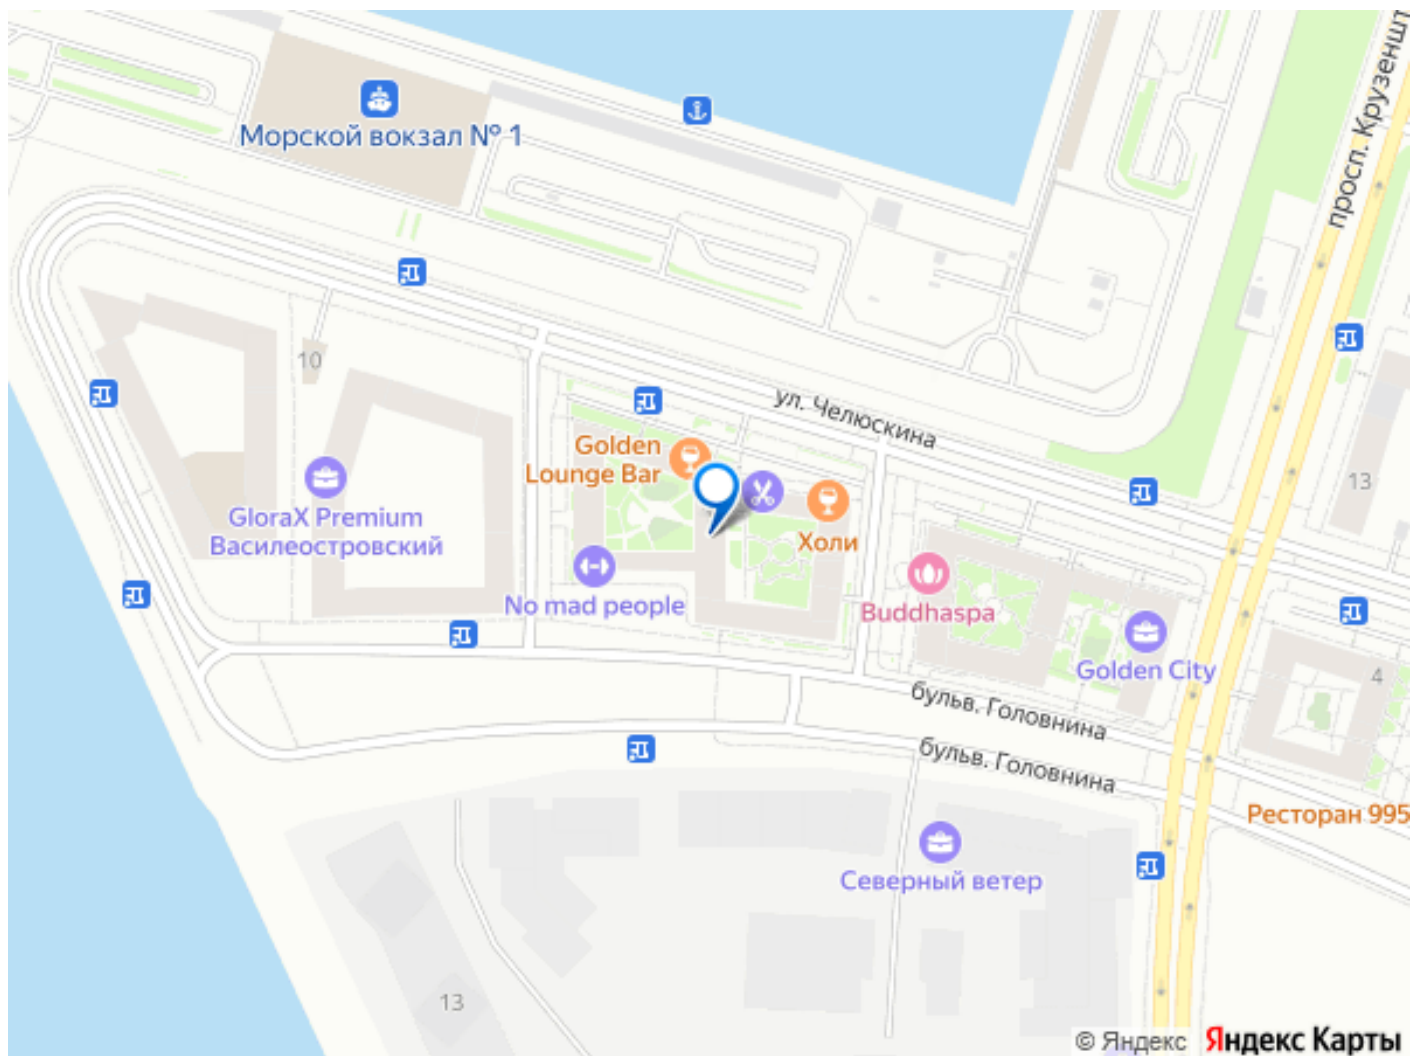 просп. Крузеншт
Морской вокзал № 1
10
ул. Челюскина
Golden
Lounge Bar
13
GloraX Premium
Василеостровский
Холи
No mad people
Buddhaspa
Golden City
4
бульв. Головнина
бульв. Головнина
Ресторан 995
Северный ветер
13
© Яндекс Яндекс Карты